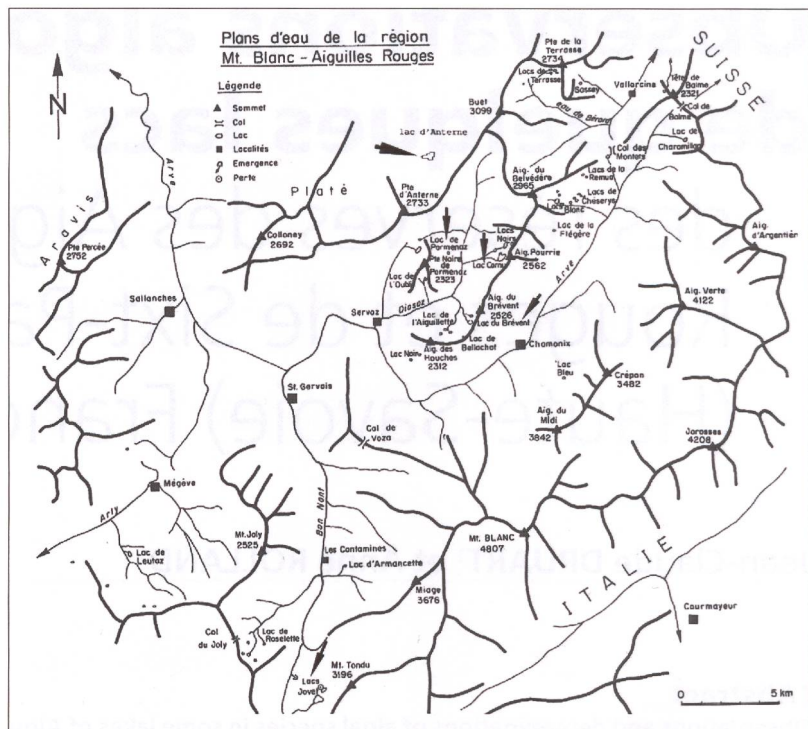 Plans d'eau de la région
Mt. Blanc - Aiguilles Rouges
Légende
Sommet
Col
Lac
Localités
Emergence
Perte
N
SUISSE
ITALIE
Aravis
Platé
Pte de la
Terrasse
2734
Lacs de
Terrasse
Sassey
Vallorcine
Tête de
Balme
2321
Col de
Balme
Lac de
Charamillon
eau de Bérard
Buet
3099
lac d'Anterne
Col des
Montets
Lacs de
la Remua
Aig. du
Belvédère
2965
Lacs de
Chéserys
Lacs
Blanc
Lac de la
Flégère
Pte
d'Anterne
2733
Arve
Pte Percée
2752
Colloney
2692
Lac de
Pormenaz
Pte Noire
de
Pormenaz
2323
Lacs
Noirs
Lac Cornu
Aig. Pourrie
2562
Lac de
l'Oublé
Arve
Aig.
d'Argentière
Aig. Verte
4122
Sallanches
Servoz
Diosaz
Aig. du
Brévent
2526
Lac de
l'Aiguillette
Lac du Brévent
Lac de
Bellachat
Chamonix
Lac Noir
Aig. des
Houches
2312
Lac
Bleu
Crépon
3482
St. Gervais
Aig. du
Midi
3842
Col de
Voza
Jorasses
4208
Mégève
Arly
Bon Nant
Mt. Joly
2525
Mt. BLANC
4807
Lac de
Leutaz
Les Contamines
Lac d'Armancette
Miage
3676
Courmayeur
Col
du Joly
Lac de
Roselette
Mt. Tondu
3196
Lacs
Jovet
0 5 km